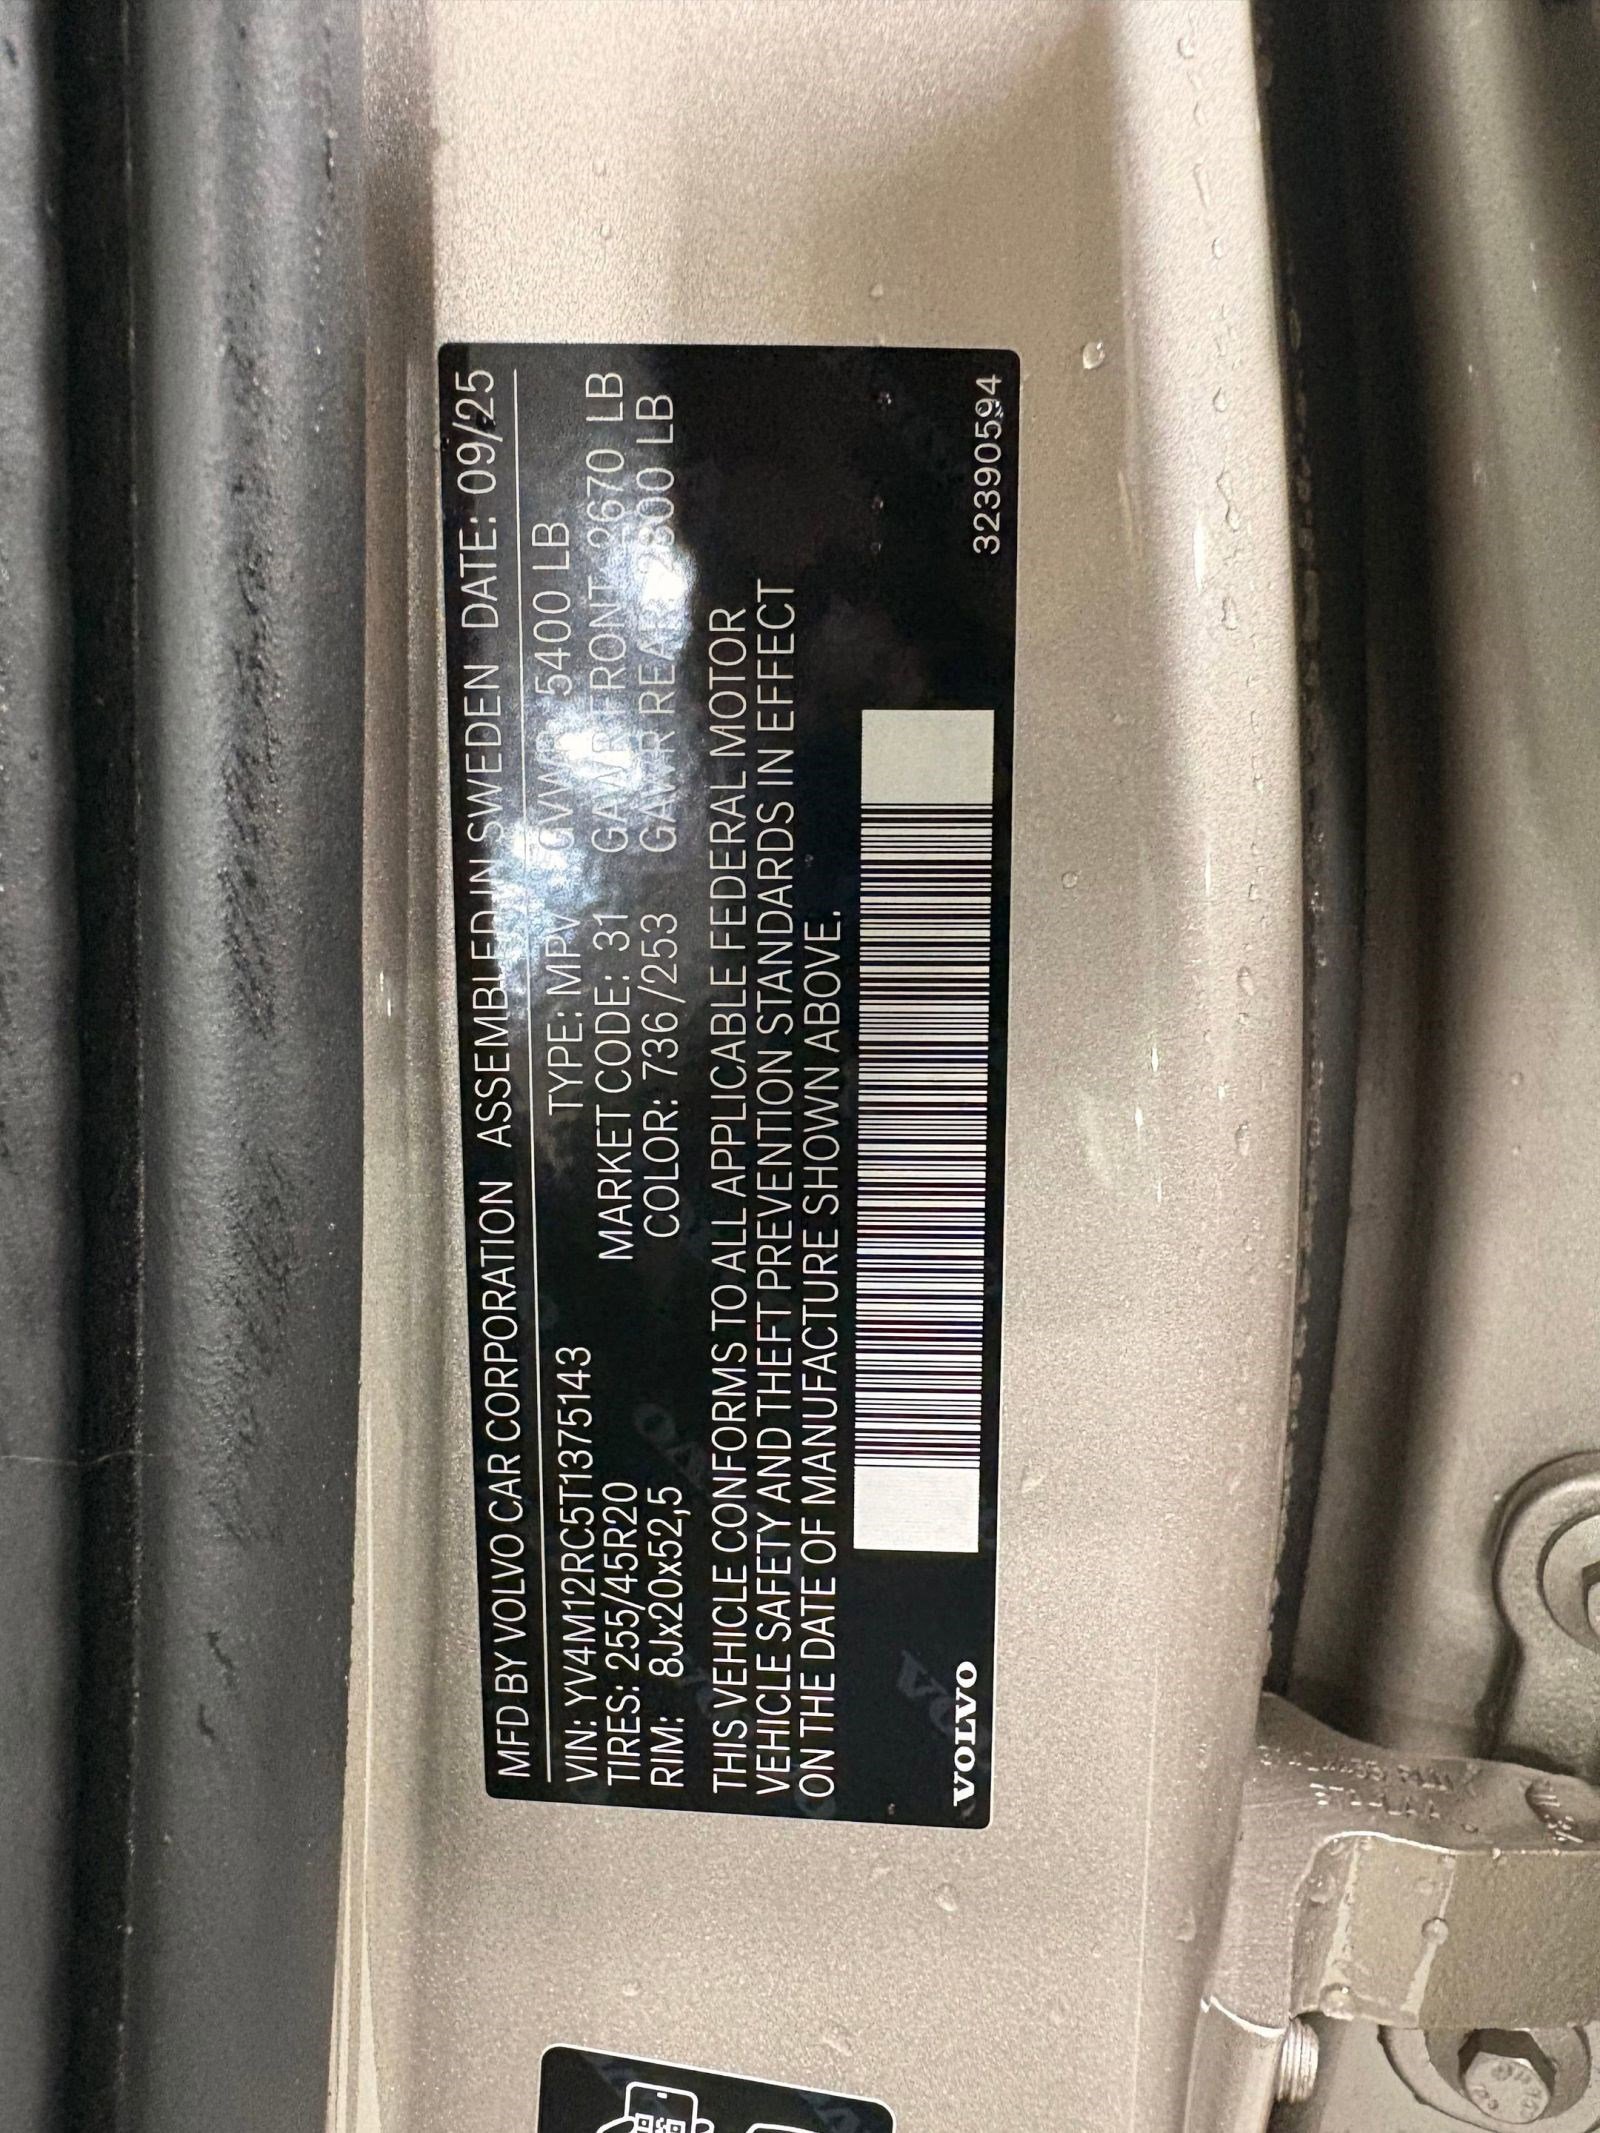 MFD BY VOLVO CAR CORPORATION ASSEMBLED IN SWEDEN DATE: 09/25
VIN: YV4M12RC5T1375143 TYPE: MPV GVWR 5400 LB
TIRES: 255/45R20 MARKET CODE: 31 GAWR FRONT 2670 LB
RIM: 8Jx20x52,5 COLOR: 736/253 GAWR REAR 2800 LB
THIS VEHICLE CONFORMS TO ALL APPLICABLE FEDERAL MOTOR
VEHICLE SAFETY AND THEFT PREVENTION STANDARDS IN EFFECT
ON THE DATE OF MANUFACTURE SHOWN ABOVE.
VOLVO 32390594